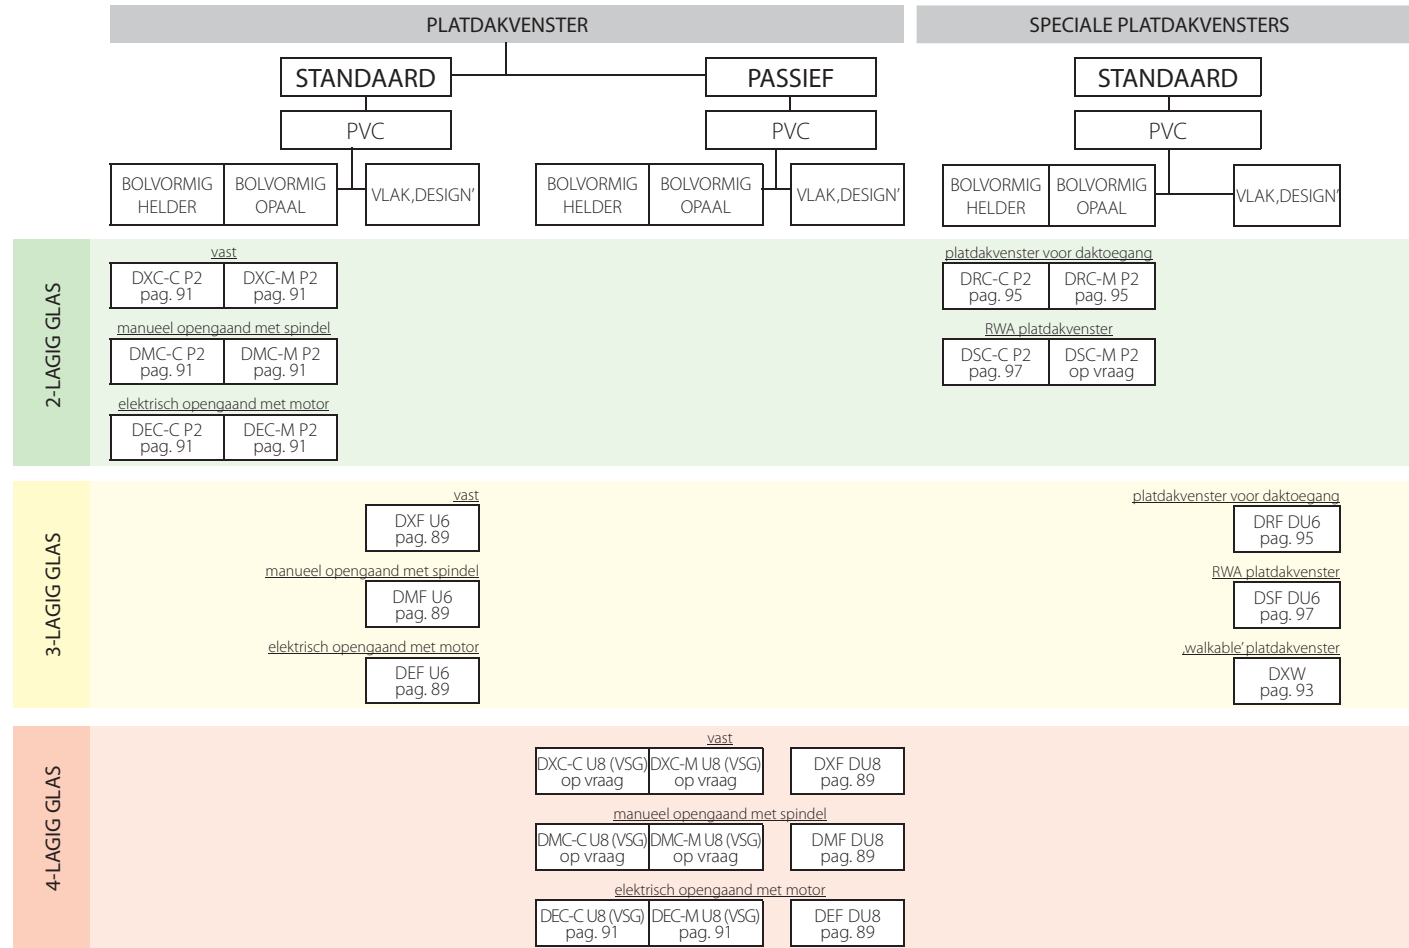 PLATDAKVENSTER
SPECIALE PLATDAKVENSTERS
STANDAARD
PASSIEF
STANDAARD
PVC
PVC
PVC
BOLVORMIG
HELDER
BOLVORMIG
OPAAL
VLAK‚DESIGN’
BOLVORMIG
HELDER
BOLVORMIG
OPAAL
VLAK‚DESIGN’
BOLVORMIG
HELDER
BOLVORMIG
OPAAL
VLAK‚DESIGN’
2-LAGIG GLAS
vast
DXC-C P2
pag. 91
DXC-M P2
pag. 91
manueel opengaand met spindel
DMC-C P2
pag. 91
DMC-M P2
pag. 91
elektrisch opengaand met motor
DEC-C P2
pag. 91
DEC-M P2
pag. 91
platdakvenster voor daktoegang
DRC-C P2
pag. 95
DRC-M P2
pag. 95
RWA platdakvenster
DSC-C P2
pag. 97
DSC-M P2
op vraag
3-LAGIG GLAS
vast
DXF U6
pag. 89
manueel opengaand met spindel
DMF U6
pag. 89
elektrisch opengaand met motor
DEF U6
pag. 89
platdakvenster voor daktoegang
DRF DU6
pag. 95
RWA platdakvenster
DSF DU6
pag. 97
‚walkable’ platdakvenster
DXW
pag. 93
4-LAGIG GLAS
vast
DXC-C U8 (VSG)
op vraag
DXC-M U8 (VSG)
op vraag
DXF DU8
pag. 89
manueel opengaand met spindel
DMC-C U8 (VSG)
op vraag
DMC-M U8 (VSG)
op vraag
DMF DU8
pag. 89
elektrisch opengaand met motor
DEC-C U8 (VSG)
pag. 91
DEC-M U8 (VSG)
pag. 91
DEF DU8
pag. 89